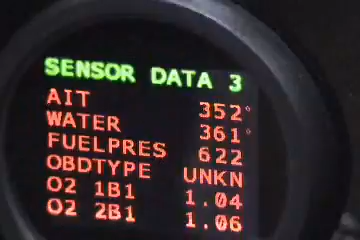 SENSOR DATA 3
AIT 352°
WATER 361°
FUELPRES 622
OBDTYPE UNKN
O2 1B1 1.04
O2 2B1 1.06